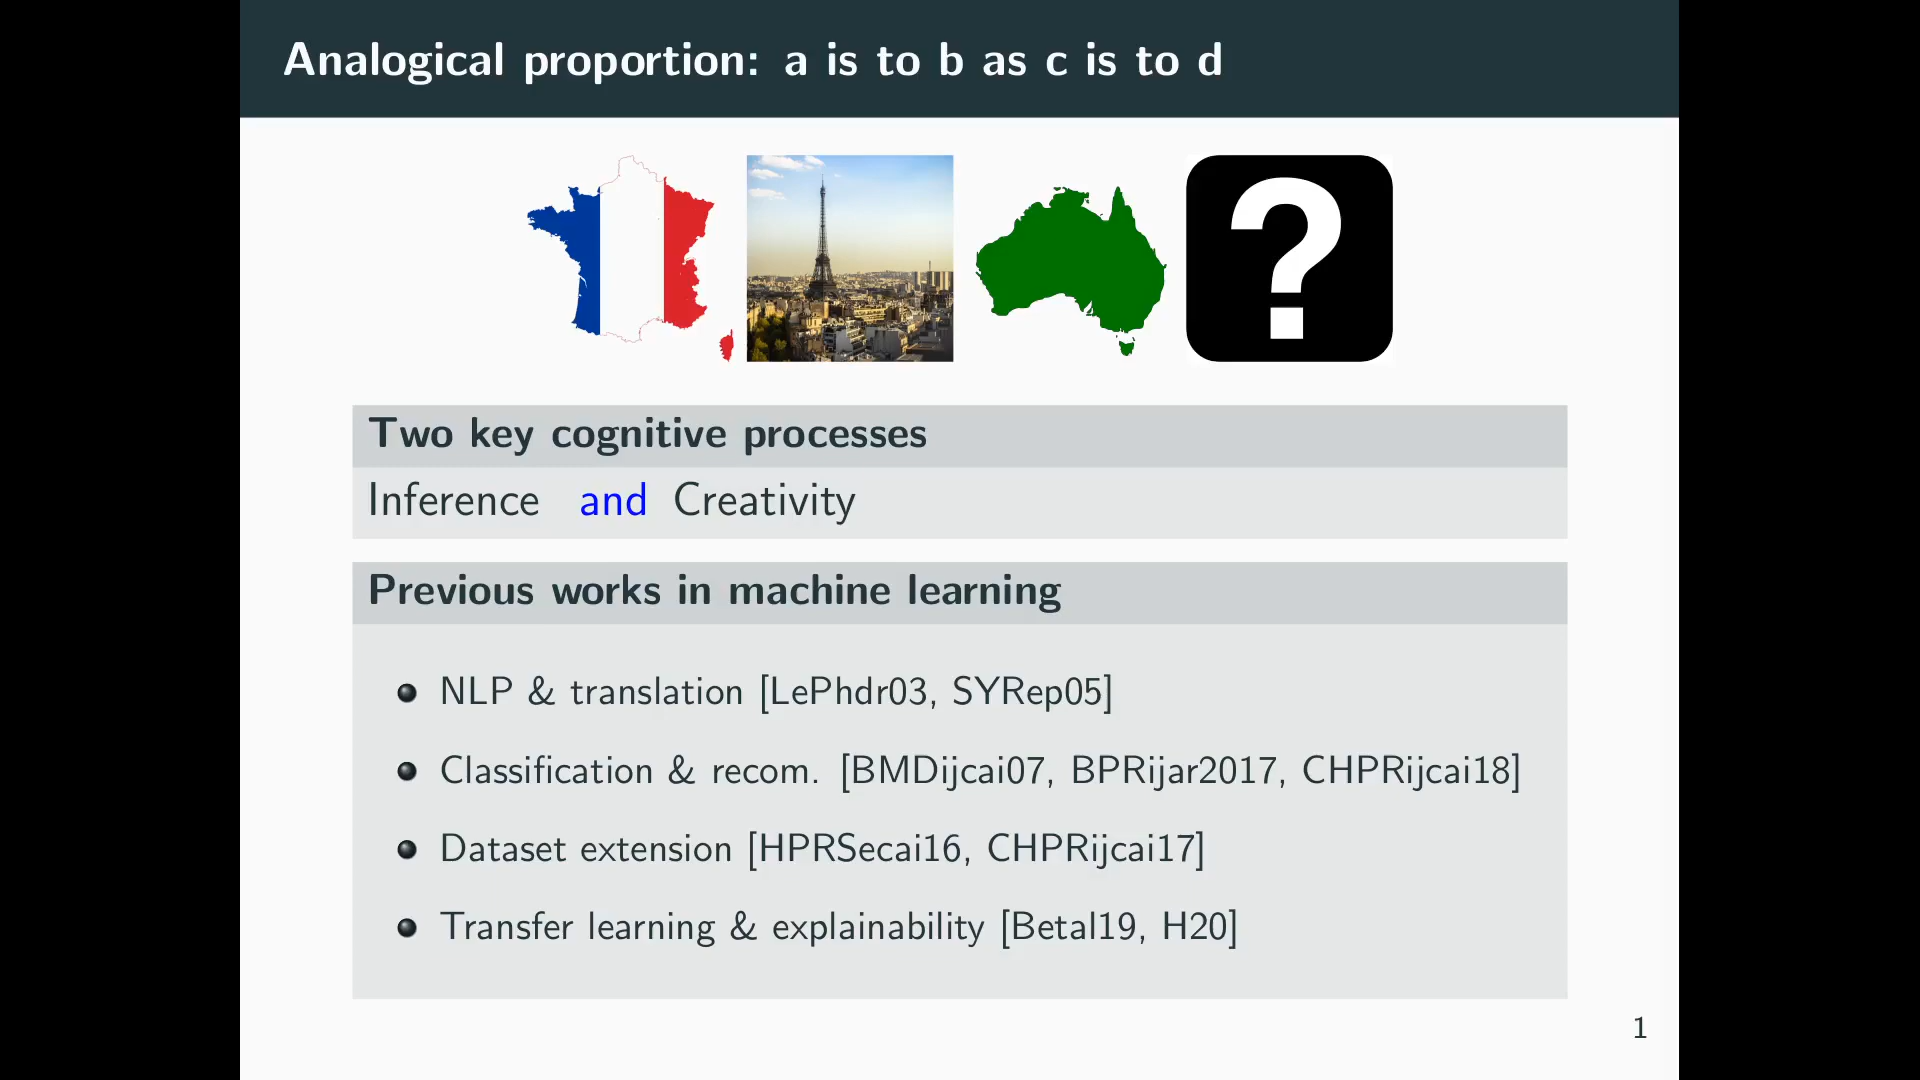 Analogical proportion: a is to b as c is to d
?
Two key cognitive processes
Inference and Creativity
Previous works in machine learning
NLP & translation [LePhdr03, SYRep05]
Classification & recom. [BMDijcai07, BPRijar2017, CHPRijcai18]
Dataset extension [HPRSecai16, CHPRijcai17]
Transfer learning & explainability [Betal19, H20]
1